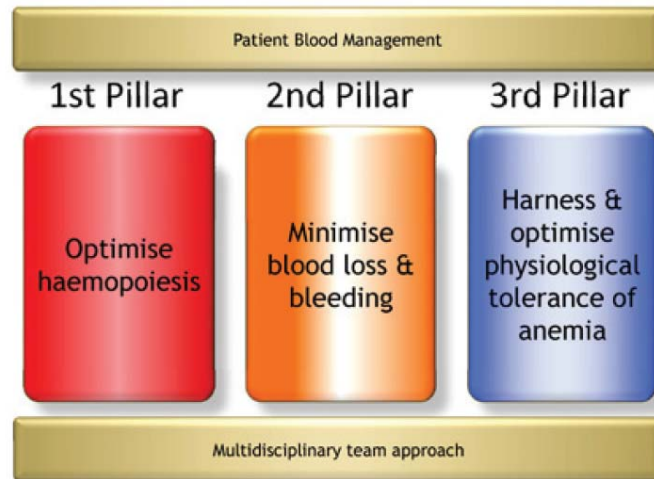 Patient Blood Management
1st Pillar
2nd Pillar
3rd Pillar
Optimise
haemopoiesis
Minimise
blood loss &
bleeding
Harness &
optimise
physiological
tolerance of
anemia
Multidisciplinary team approach